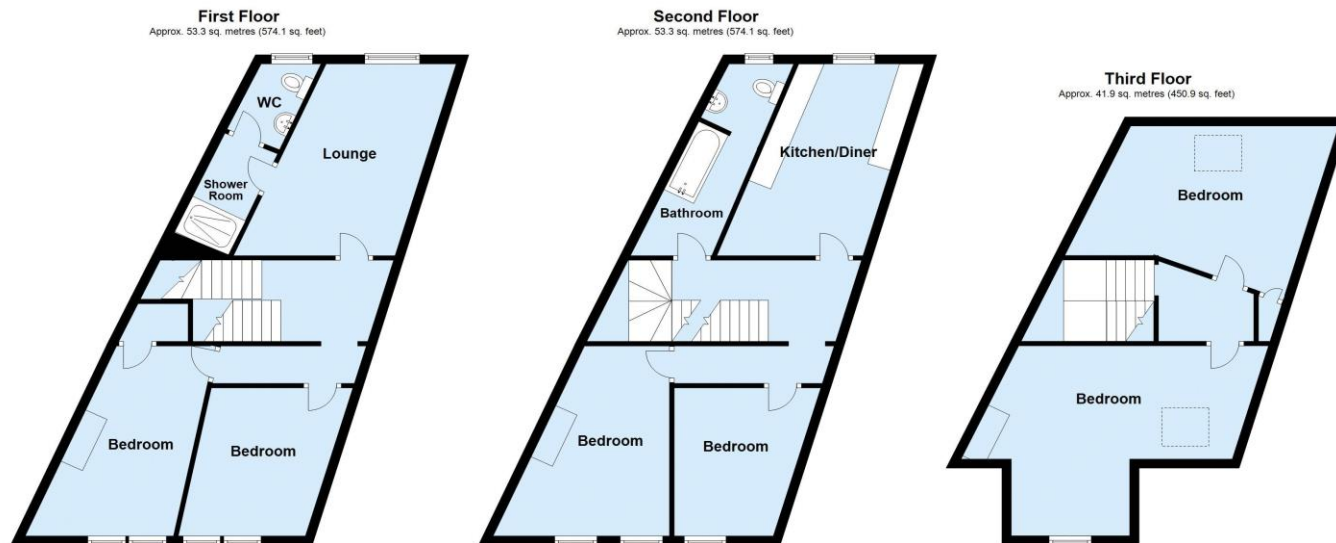 First Floor
Approx. 53.3 sq. metres (574.1 sq. feet)
WC
Lounge
Shower
Room
Bedroom
Bedroom
Second Floor
Approx. 53.3 sq. metres (574.1 sq. feet)
Kitchen/Diner
Bathroom
Bedroom
Bedroom
Third Floor
Approx. 41.9 sq. metres (450.9 sq. feet)
Bedroom
Bedroom